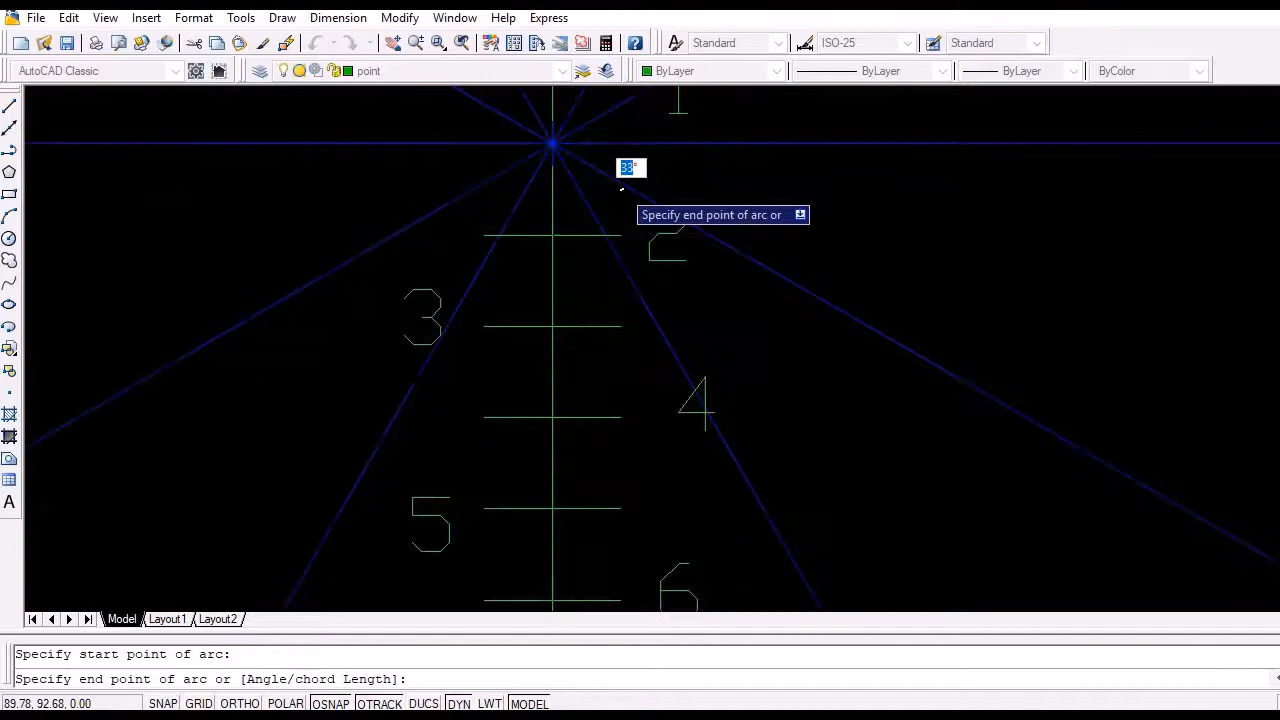 File Edit View Insert Format Tools Draw Dimension Modify Window Help Express
Standard ISO-25 Standard
AutoCAD Classic point ByLayer ByLayer ByLayer ByColor
1
33°
Specify end point of arc or
2
3
4
5
6
A
Model Layout1 Layout2
Specify start point of arc:
Specify end point of arc or [Angle/chord Length]:
89.78, 92.68, 0.00 SNAP GRID ORTHO POLAR OSNAP OTRACK DUCS DYN LWT MODEL